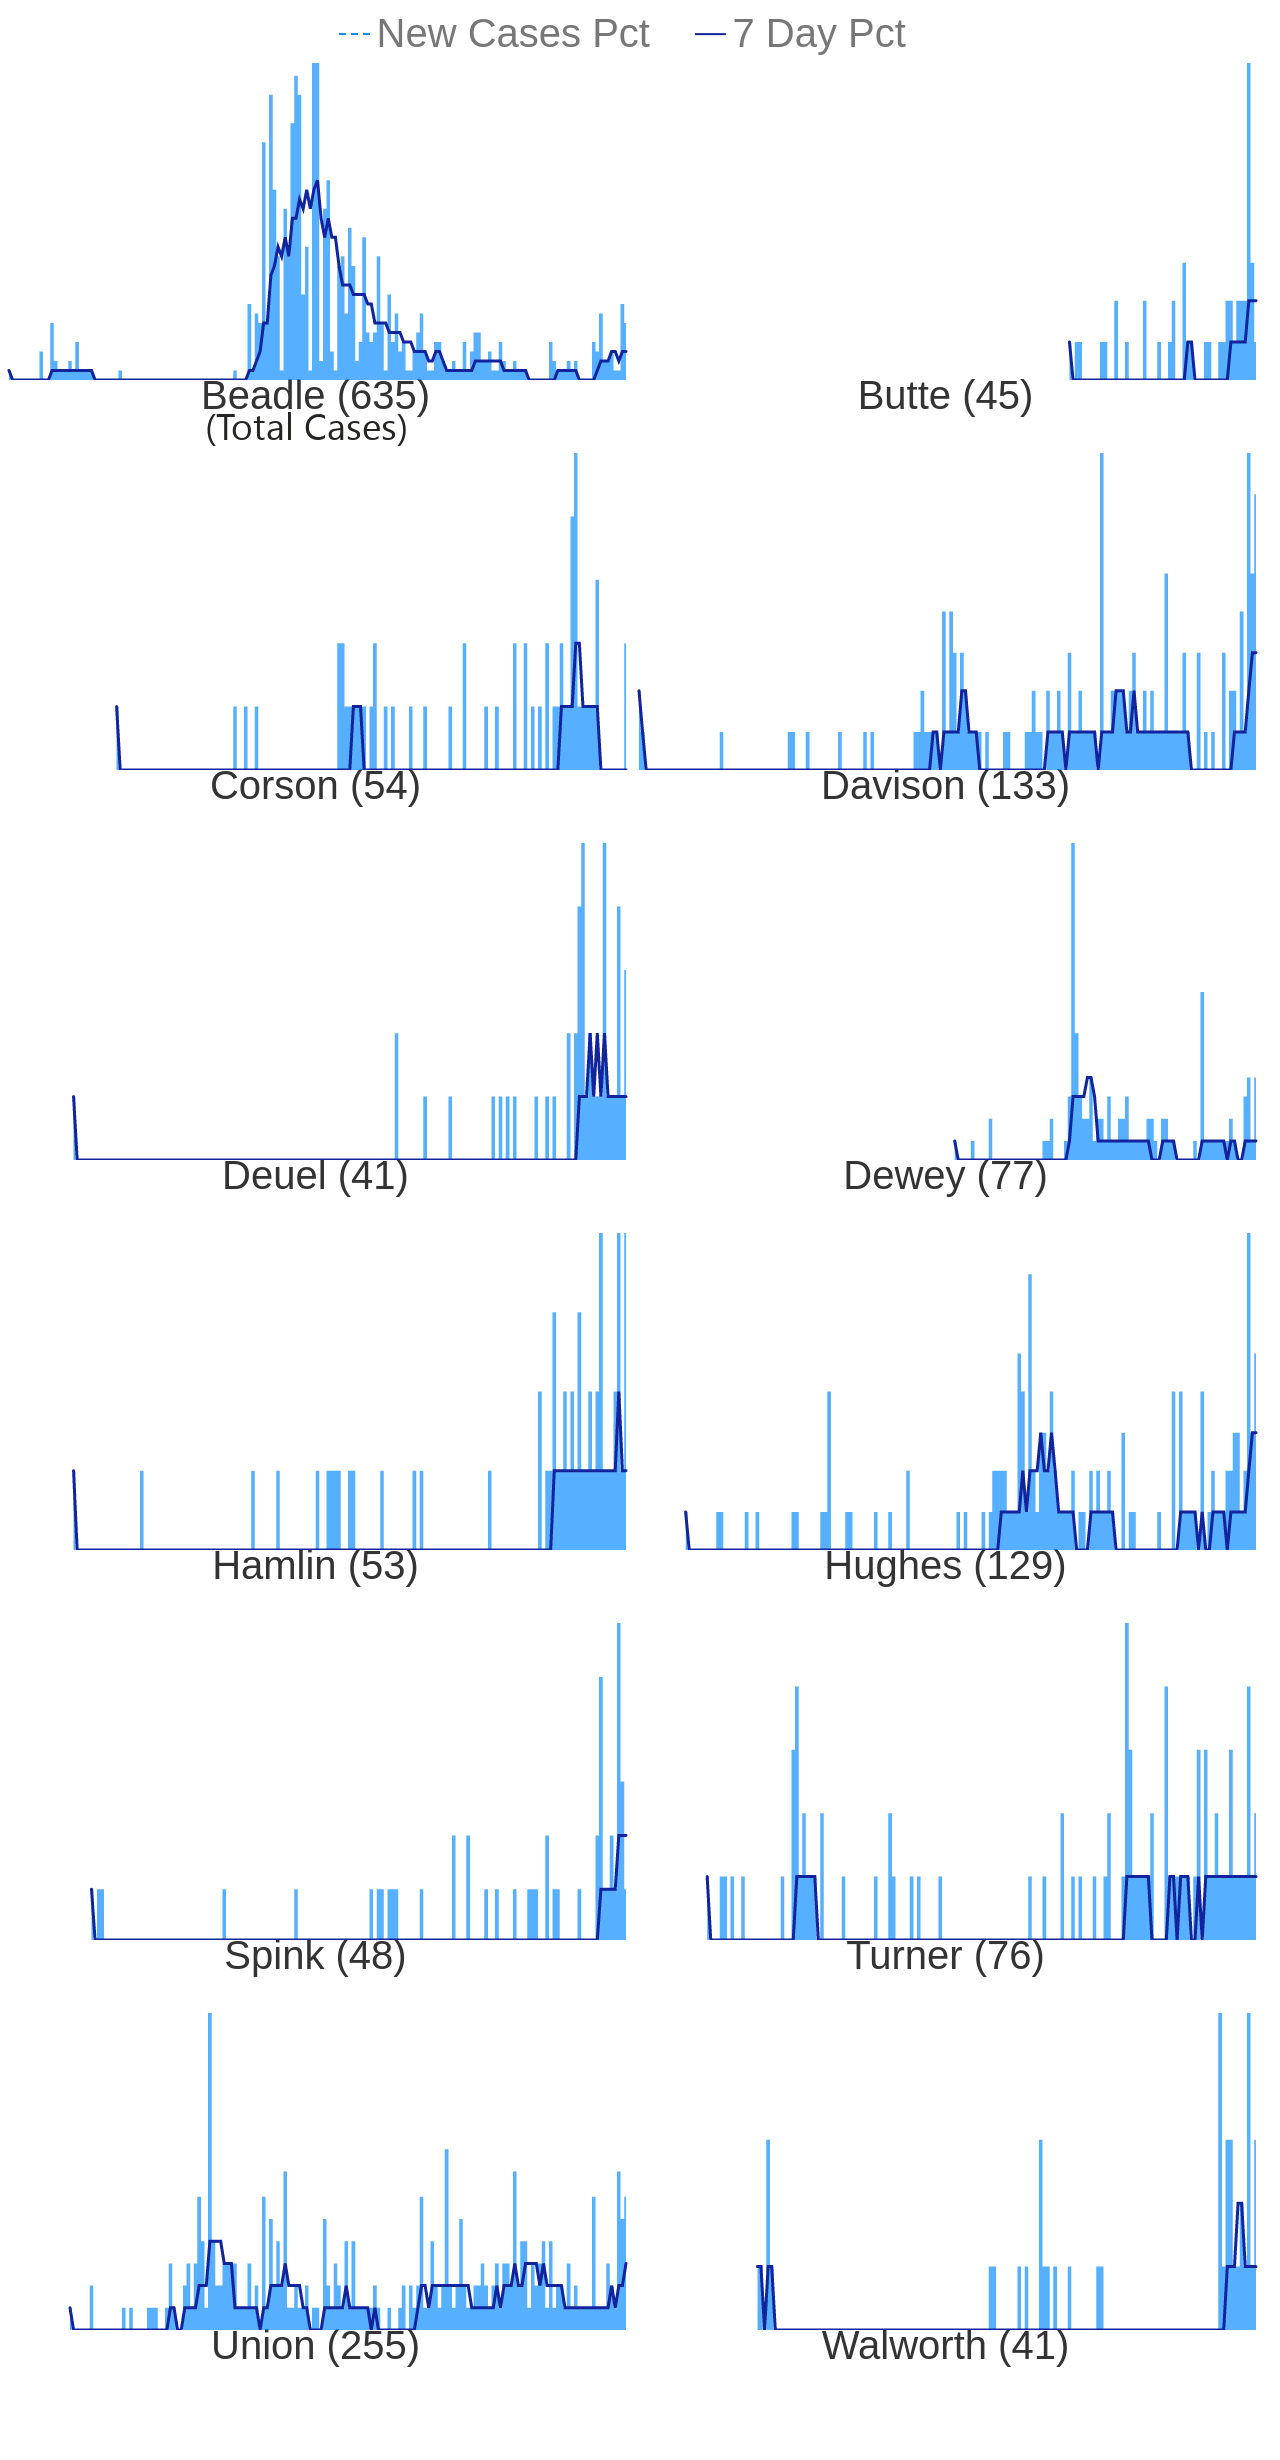 New Cases Pct 7 Day Pct
Beadle (635) Butte (45)
(Total Cases)
Corson (54) Davison (133)
Deuel (41) Dewey (77)
Hamlin (53) Hughes (129)
Spink (48) Turner (76)
Union (255) Walworth (41)